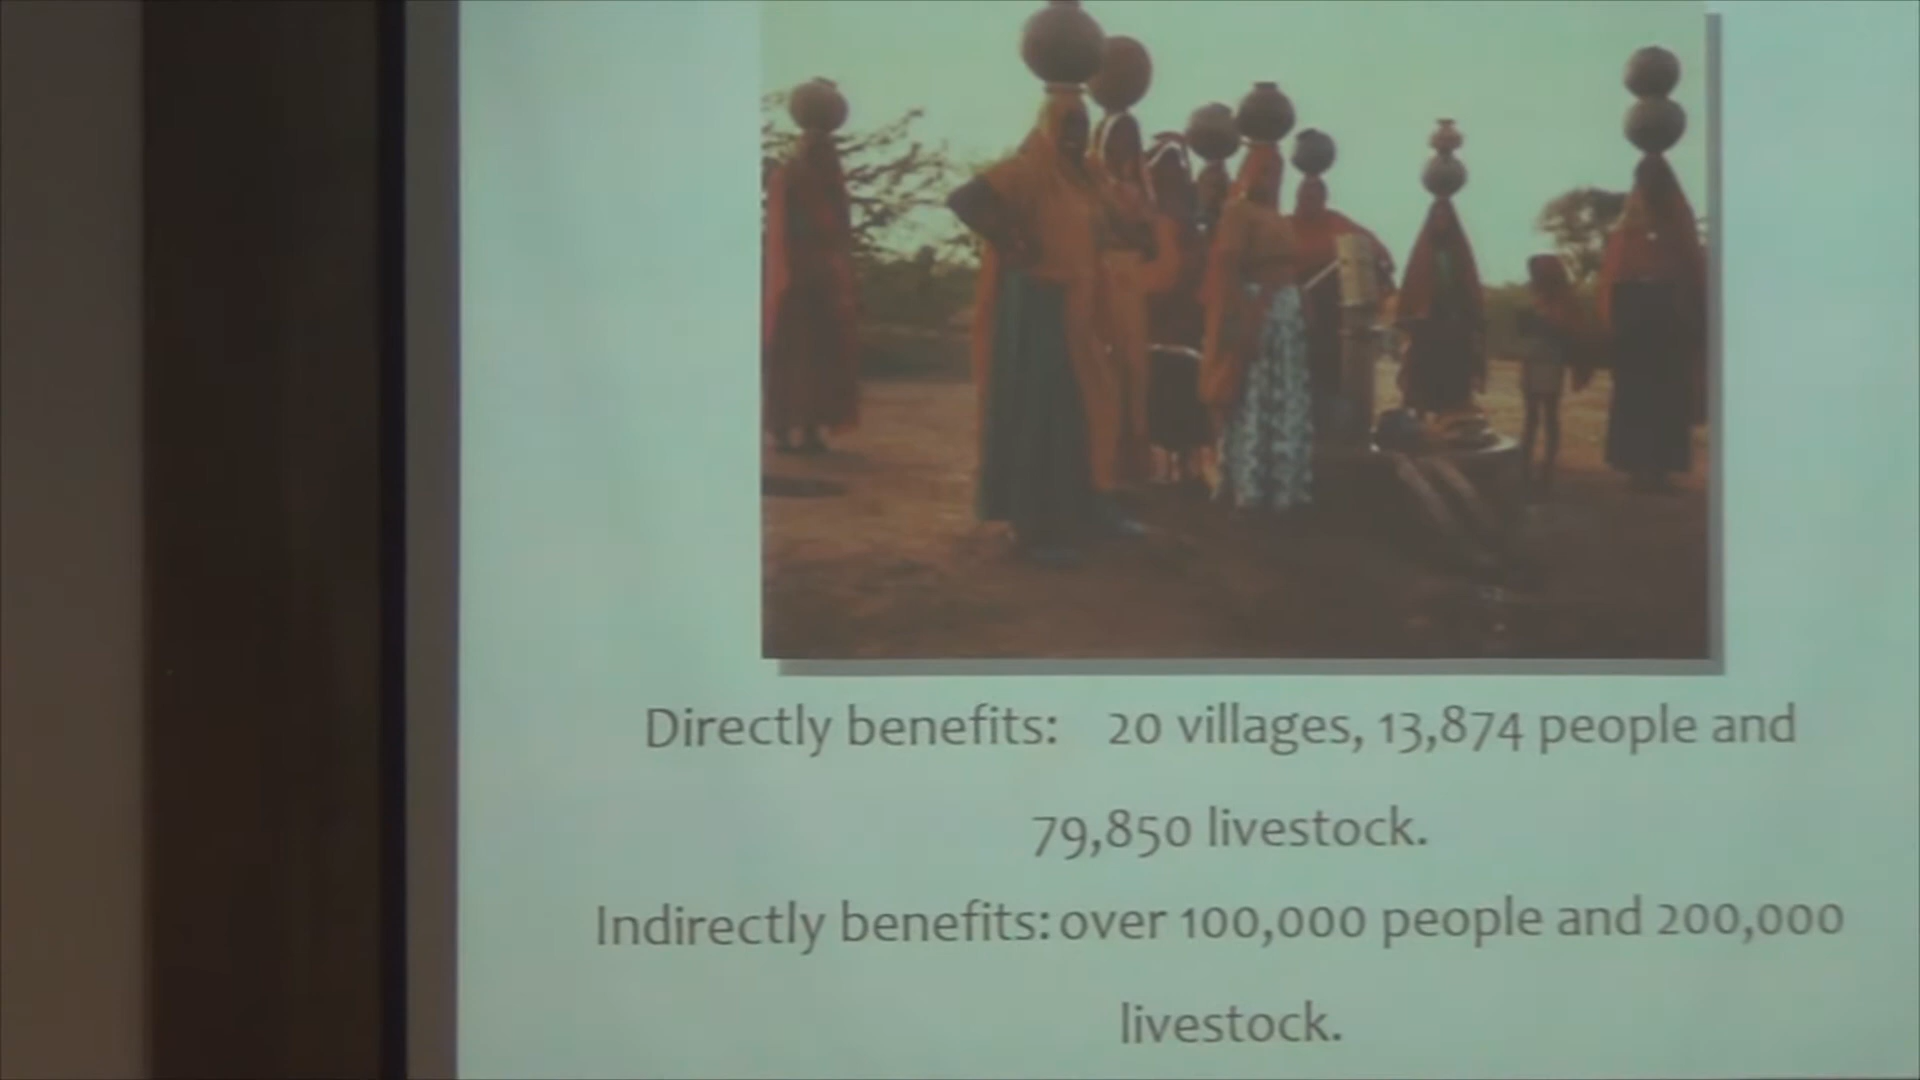 Directly benefits: 20 villages, 13,874 people and
79,850 livestock.
Indirectly benefits: over 100,000 people and 200,000
livestock.